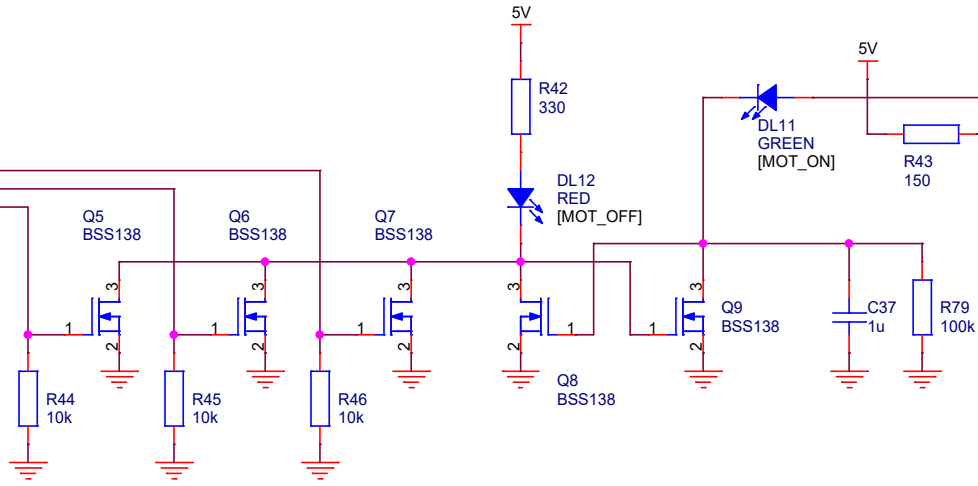 5V
R42
330
5V
DL11
GREEN
[MOT_ON]
R43
150
DL12
RED
[MOT_OFF]
Q5
BSS138
Q6
BSS138
Q7
BSS138
3
3
3
3
3
1
1
1
1
1
2
2
2
2
2
Q9
BSS138
C37
1u
R79
100k
Q8
BSS138
R44
10k
R45
10k
R46
10k